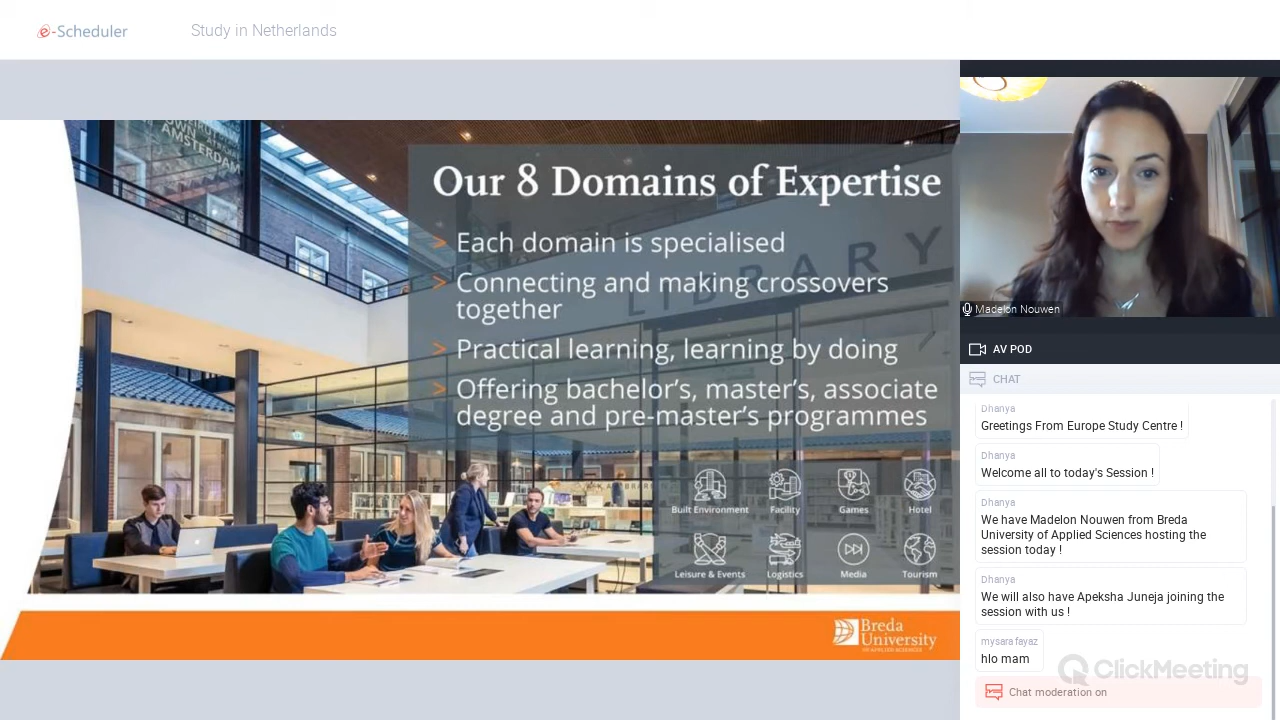 e-Scheduler
Study in Netherlands
AMSTERDAM
Our 8 Domains of Expertise
> Each domain is specialised
> Connecting and making crossovers
together
> Practical learning, learning by doing
> Offering bachelor's, master's, associate
degree and pre-master's programmes
LIBRARY
Built Environment
Facility
Games
Hotel
Leisure & Events
Logistics
Media
Tourism
Breda
University
OF APPLIED SCIENCES
Madelon Nouwen
AV POD
CHAT
Dhanya
Greetings From Europe Study Centre !
Dhanya
Welcome all to today's Session !
Dhanya
We have Madelon Nouwen from Breda
University of Applied Sciences hosting the
session today !
Dhanya
We will also have Apeksha Juneja joining the
session with us !
mysara fayaz
hlo mam
ClickMeeting
Chat moderation on